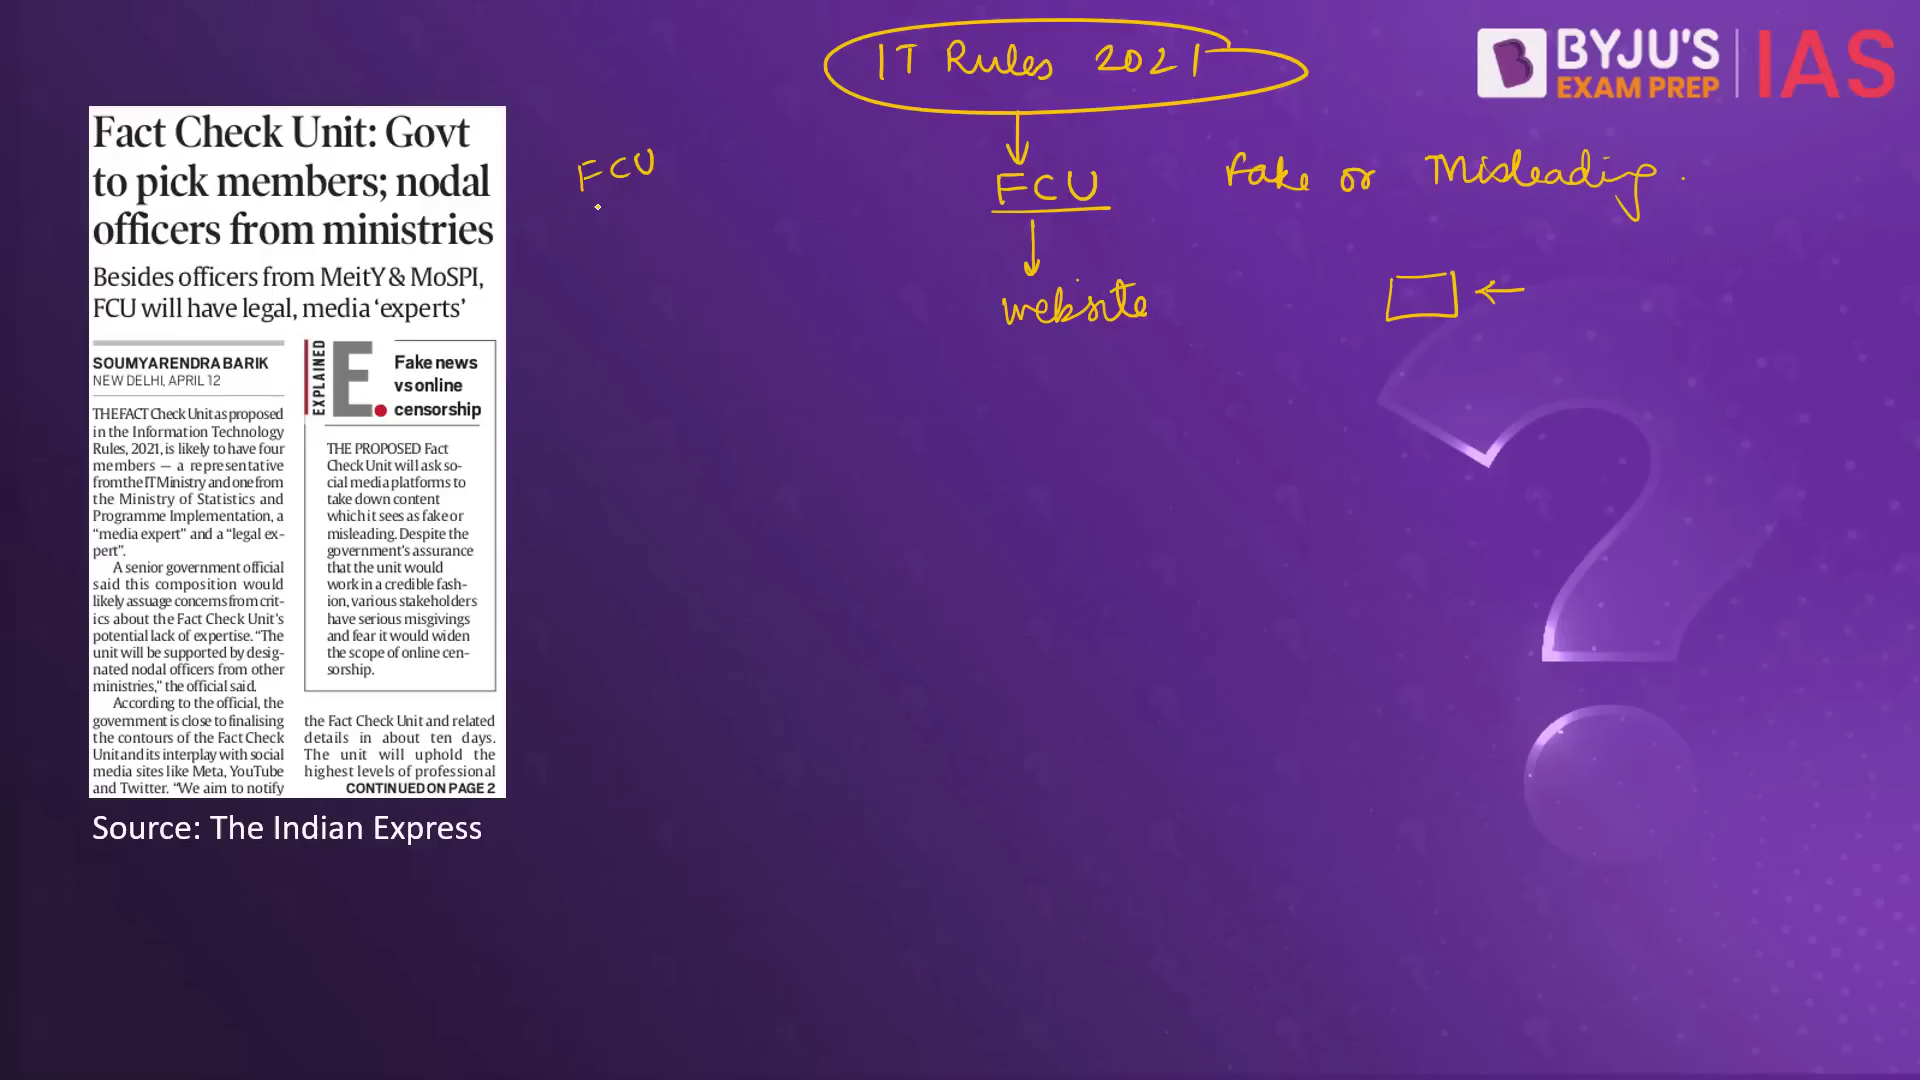 IT Rules 2021
BYJU'S
EXAM PREP
IAS
FCU
FCU
Fake or Misleading.
website
Fact Check Unit: Govt
to pick members; nodal
officers from ministries
Besides officers from MeitY & MoSPI,
FCU will have legal, media ‘experts’
SOUMYARENDRA BARIK
NEW DELHI, APRIL 12
THE FACT Check Unit as proposed
in the Information Technology
Rules, 2021, is likely to have four
members — a representative
from the IT Ministry and one from
the Ministry of Statistics and
Programme Implementation, a
“media expert” and a “legal ex-
pert”.
A senior government official
said this composition would
likely assuage concerns from crit-
ics about the Fact Check Unit's
potential lack of expertise. “The
unit will be supported by desig-
nated nodal officers from other
ministries,” the official said.
According to the official, the
government is close to finalising
the contours of the Fact Check
Unit and its interplay with social
media sites like Meta, YouTube
and Twitter. “We aim to notify
EXPLAINED
E.
Fake news
vs online
censorship
THE PROPOSED Fact
Check Unit will ask so-
cial media platforms to
take down content
which it sees as fake or
misleading. Despite the
government's assurance
that the unit would
work in a credible fash-
ion, various stakeholders
have serious misgivings
and fear it would widen
the scope of online cen-
sorship.
the Fact Check Unit and related
details in about ten days.
The unit will uphold the
highest levels of professional
CONTINUED ON PAGE 2
Source: The Indian Express